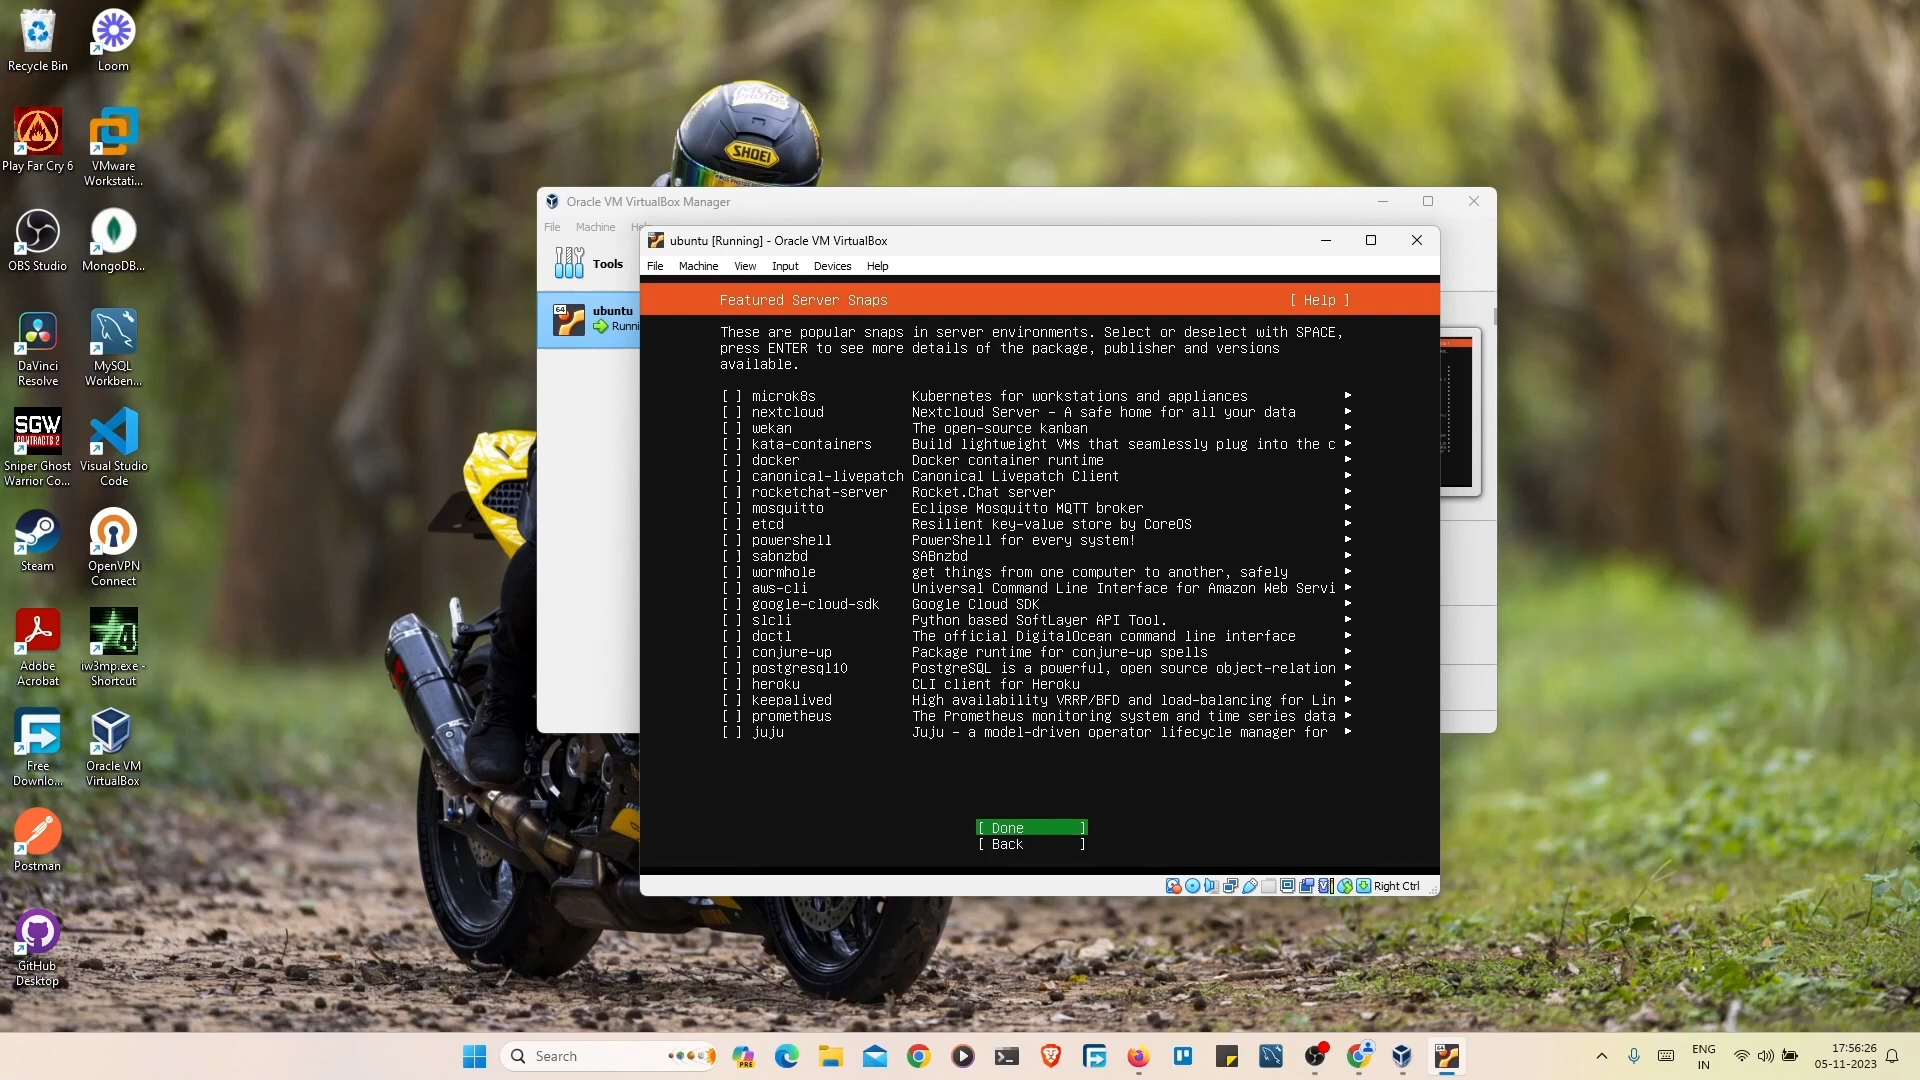 Recycle Bin
Loom
Play Far Cry 6
VMware
Workstati...
OBS Studio
MongoDB...
DaVinci
Resolve
MySQL
Workben...
SGW
CONTRACTS 2
Sniper Ghost
Warrior Co...
Visual Studio
Code
Steam
OpenVPN
Connect
Adobe
Acrobat
iw3mp.exe -
Shortcut
Free
Downlo...
Oracle VM
VirtualBox
Postman
GitHub
Desktop
SHOEI
Oracle VM VirtualBox Manager
File Machine Help
Tools
64
ubuntu
Runni
ubuntu [Running] - Oracle VM VirtualBox
File Machine View Input Devices Help
Featured Server Snaps [ Help ]
These are popular snaps in server environments. Select or deselect with SPACE,
press ENTER to see more details of the package, publisher and versions
available.
[ ] microk8s Kubernetes for workstations and appliances ▸
[ ] nextcloud Nextcloud Server - A safe home for all your data ▸
[ ] wekan The open-source kanban ▸
[ ] kata-containers Build lightweight VMs that seamlessly plug into the c ▸
[ ] docker Docker container runtime ▸
[ ] canonical-livepatch Canonical Livepatch Client ▸
[ ] rocketchat-server Rocket.Chat server ▸
[ ] mosquitto Eclipse Mosquitto MQTT broker ▸
[ ] etcd Resilient key-value store by CoreOS ▸
[ ] powershell PowerShell for every system! ▸
[ ] sabnzbd SABnzbd ▸
[ ] wormhole get things from one computer to another, safely ▸
[ ] aws-cli Universal Command Line Interface for Amazon Web Servi ▸
[ ] google-cloud-sdk Google Cloud SDK ▸
[ ] slcli Python based SoftLayer API Tool. ▸
[ ] doctl The official DigitalOcean command line interface ▸
[ ] conjure-up Package runtime for conjure-up spells ▸
[ ] postgresql10 PostgreSQL is a powerful, open source object-relation ▸
[ ] heroku CLI client for Heroku ▸
[ ] keepalived High availability VRRP/BFD and load-balancing for Lin ▸
[ ] prometheus The Prometheus monitoring system and time series data ▸
[ ] juju Juju - a model-driven operator lifecycle manager for ▸
[ Done ]
[ Back ]
Right Ctrl
Search
PRE
ENG
IN
17:56:26
05-11-2023